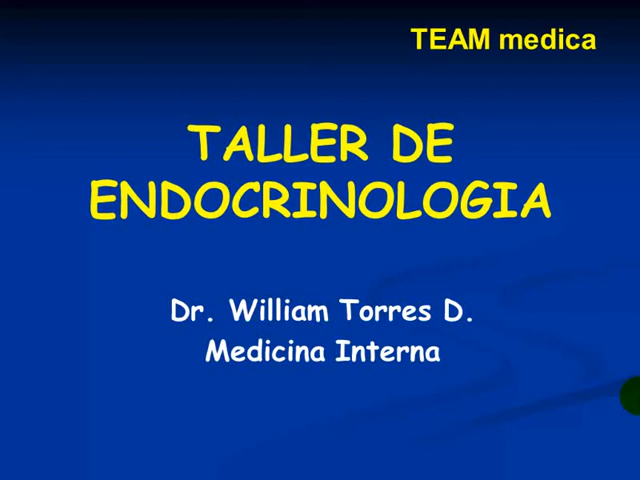 TEAM medica
TALLER DE
ENDOCRINOLOGIA
Dr. William Torres D.
Medicina Interna